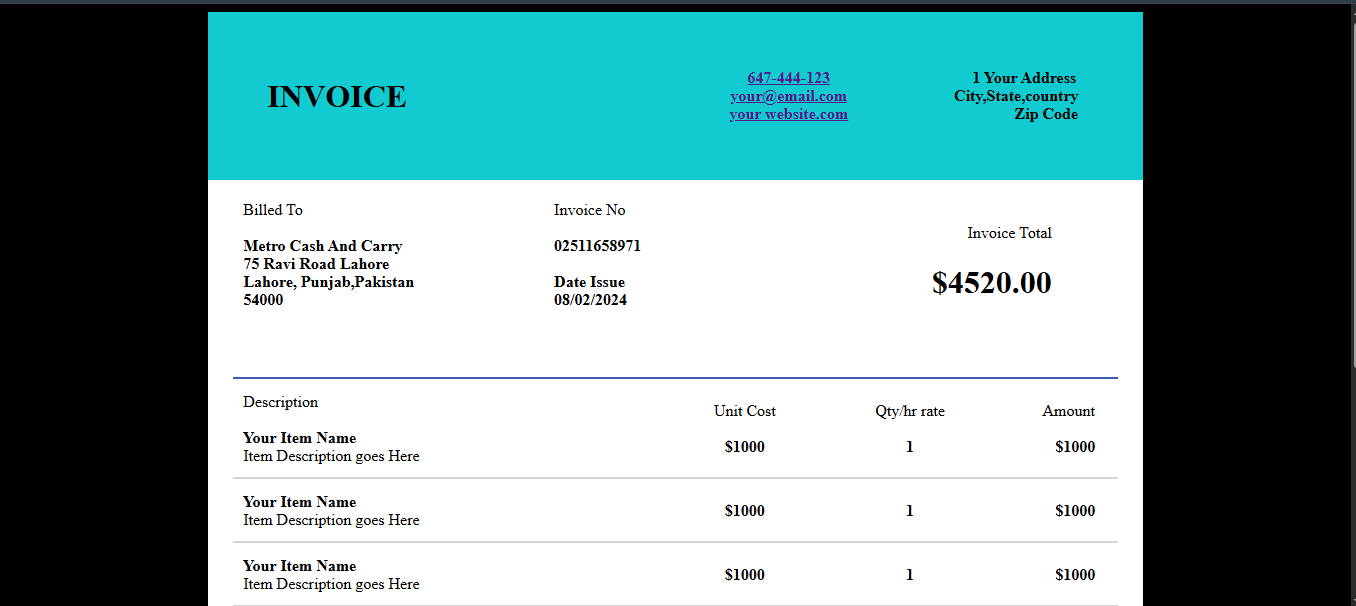 INVOICE
647-444-123
your@email.com
your website.com
1 Your Address
City,State,country
Zip Code
Billed To
Metro Cash And Carry
75 Ravi Road Lahore
Lahore, Punjab,Pakistan
54000
Invoice No
02511658971
Date Issue
08/02/2024
Invoice Total
$4520.00
Description Unit Cost Qty/hr rate Amount
Your Item Name
Item Description goes Here
$1000 1 $1000
Your Item Name
Item Description goes Here
$1000 1 $1000
Your Item Name
Item Description goes Here
$1000 1 $1000